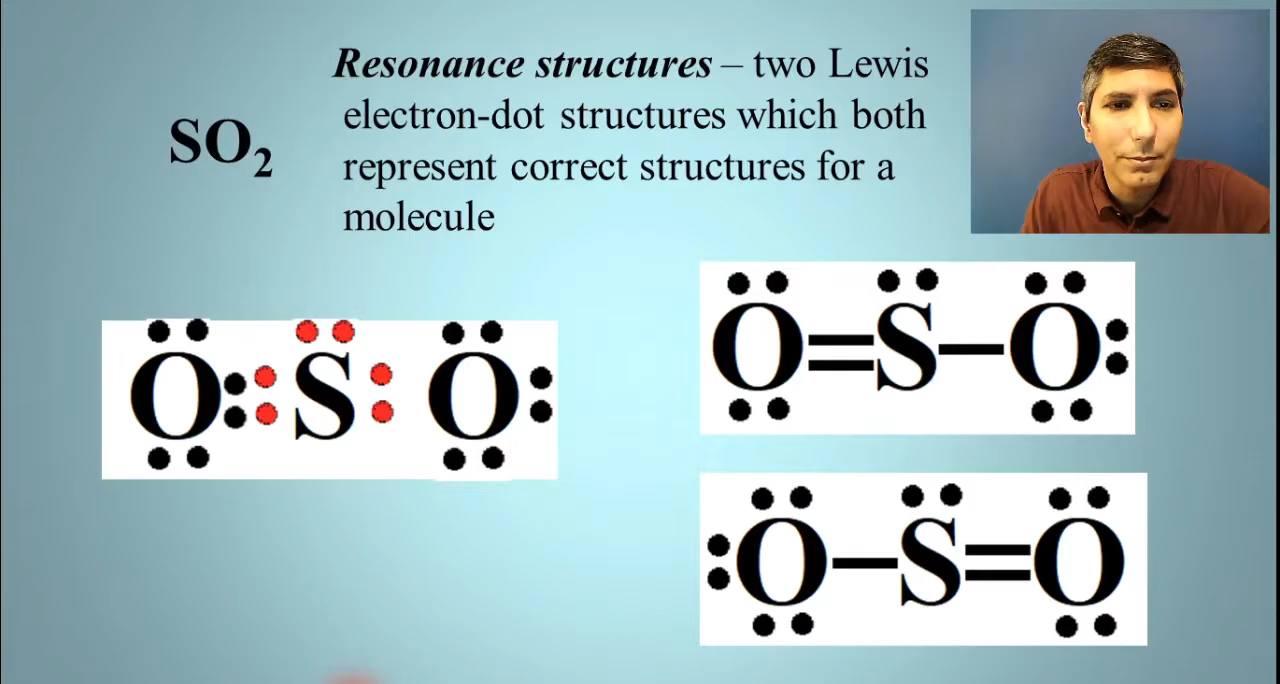 Resonance structures – two Lewis
electron-dot structures which both
represent correct structures for a
molecule
SO₂
O S O
O=S–O
O–S=O